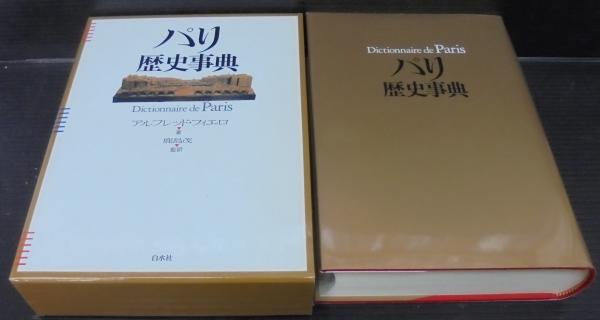 パリ
歴史事典
Dictionnaire de Paris
アルフレッド・フィエロ
著
鹿島茂
監訳
白水社
Dictionnaire de Paris
パリ
歴史事典